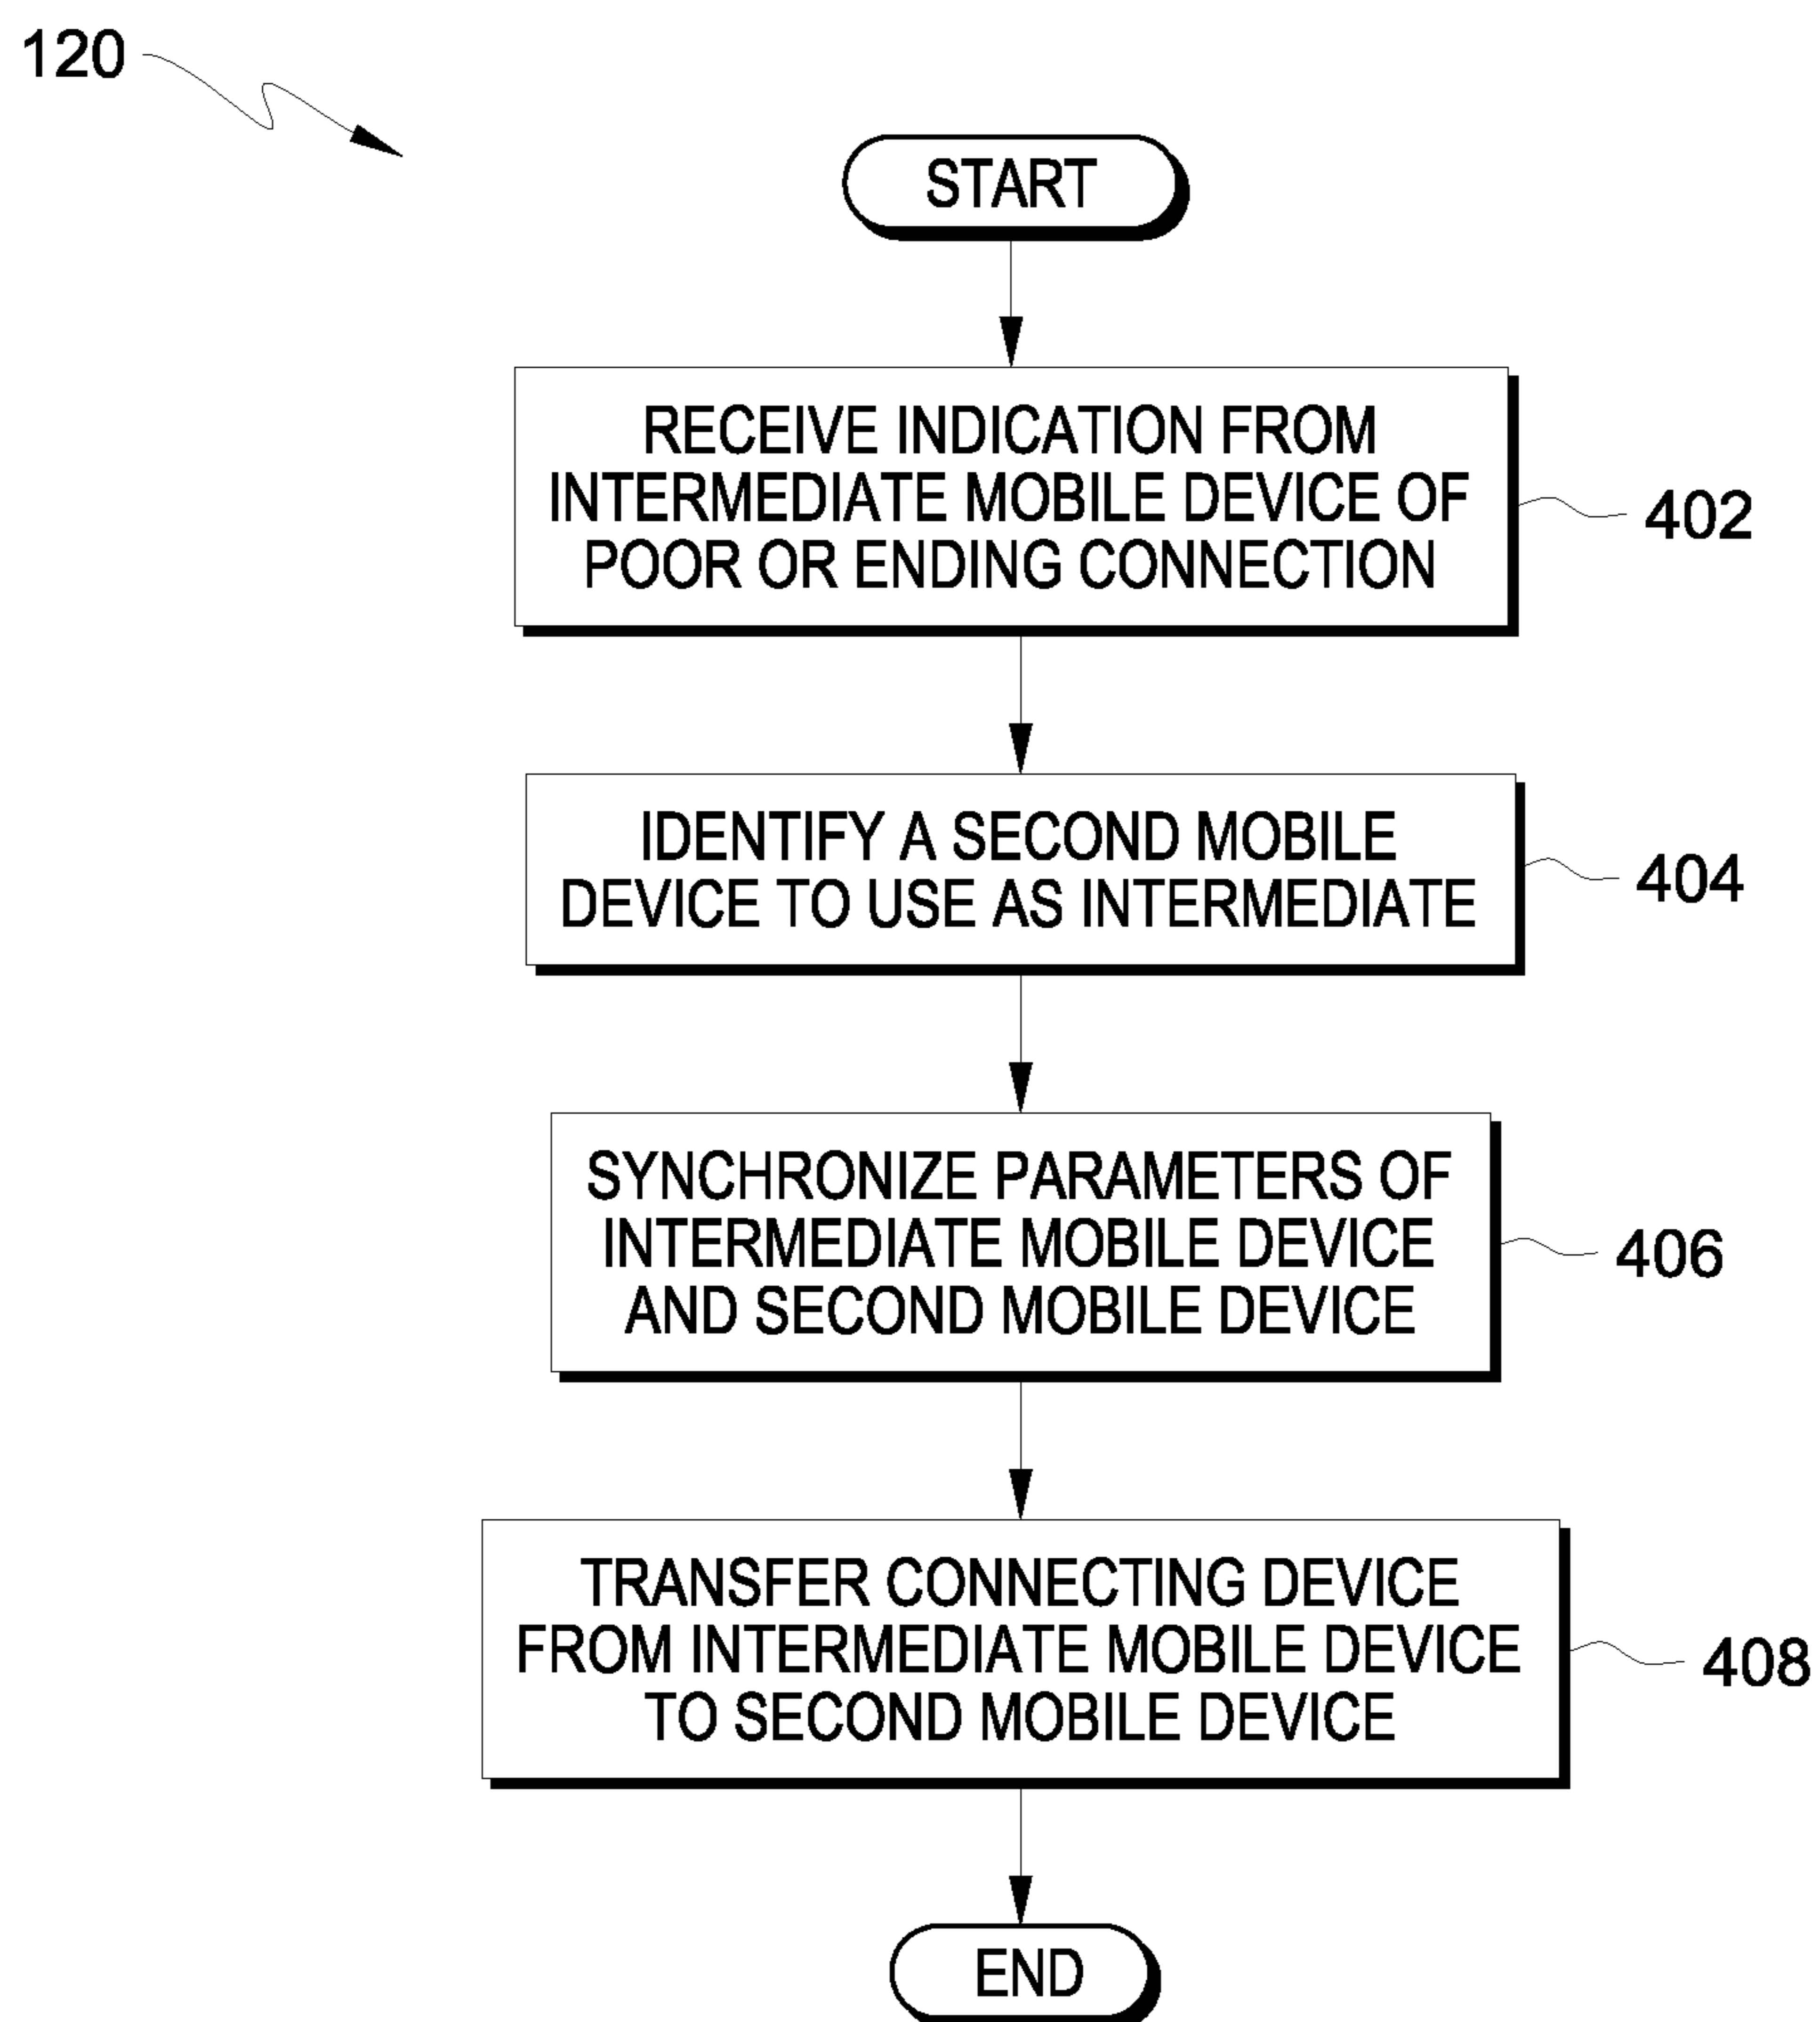 120
START
RECEIVE INDICATION FROM
INTERMEDIATE MOBILE DEVICE OF
POOR OR ENDING CONNECTION
402
IDENTIFY A SECOND MOBILE
DEVICE TO USE AS INTERMEDIATE
404
SYNCHRONIZE PARAMETERS OF
INTERMEDIATE MOBILE DEVICE
AND SECOND MOBILE DEVICE
406
TRANSFER CONNECTING DEVICE
FROM INTERMEDIATE MOBILE DEVICE
TO SECOND MOBILE DEVICE
408
END